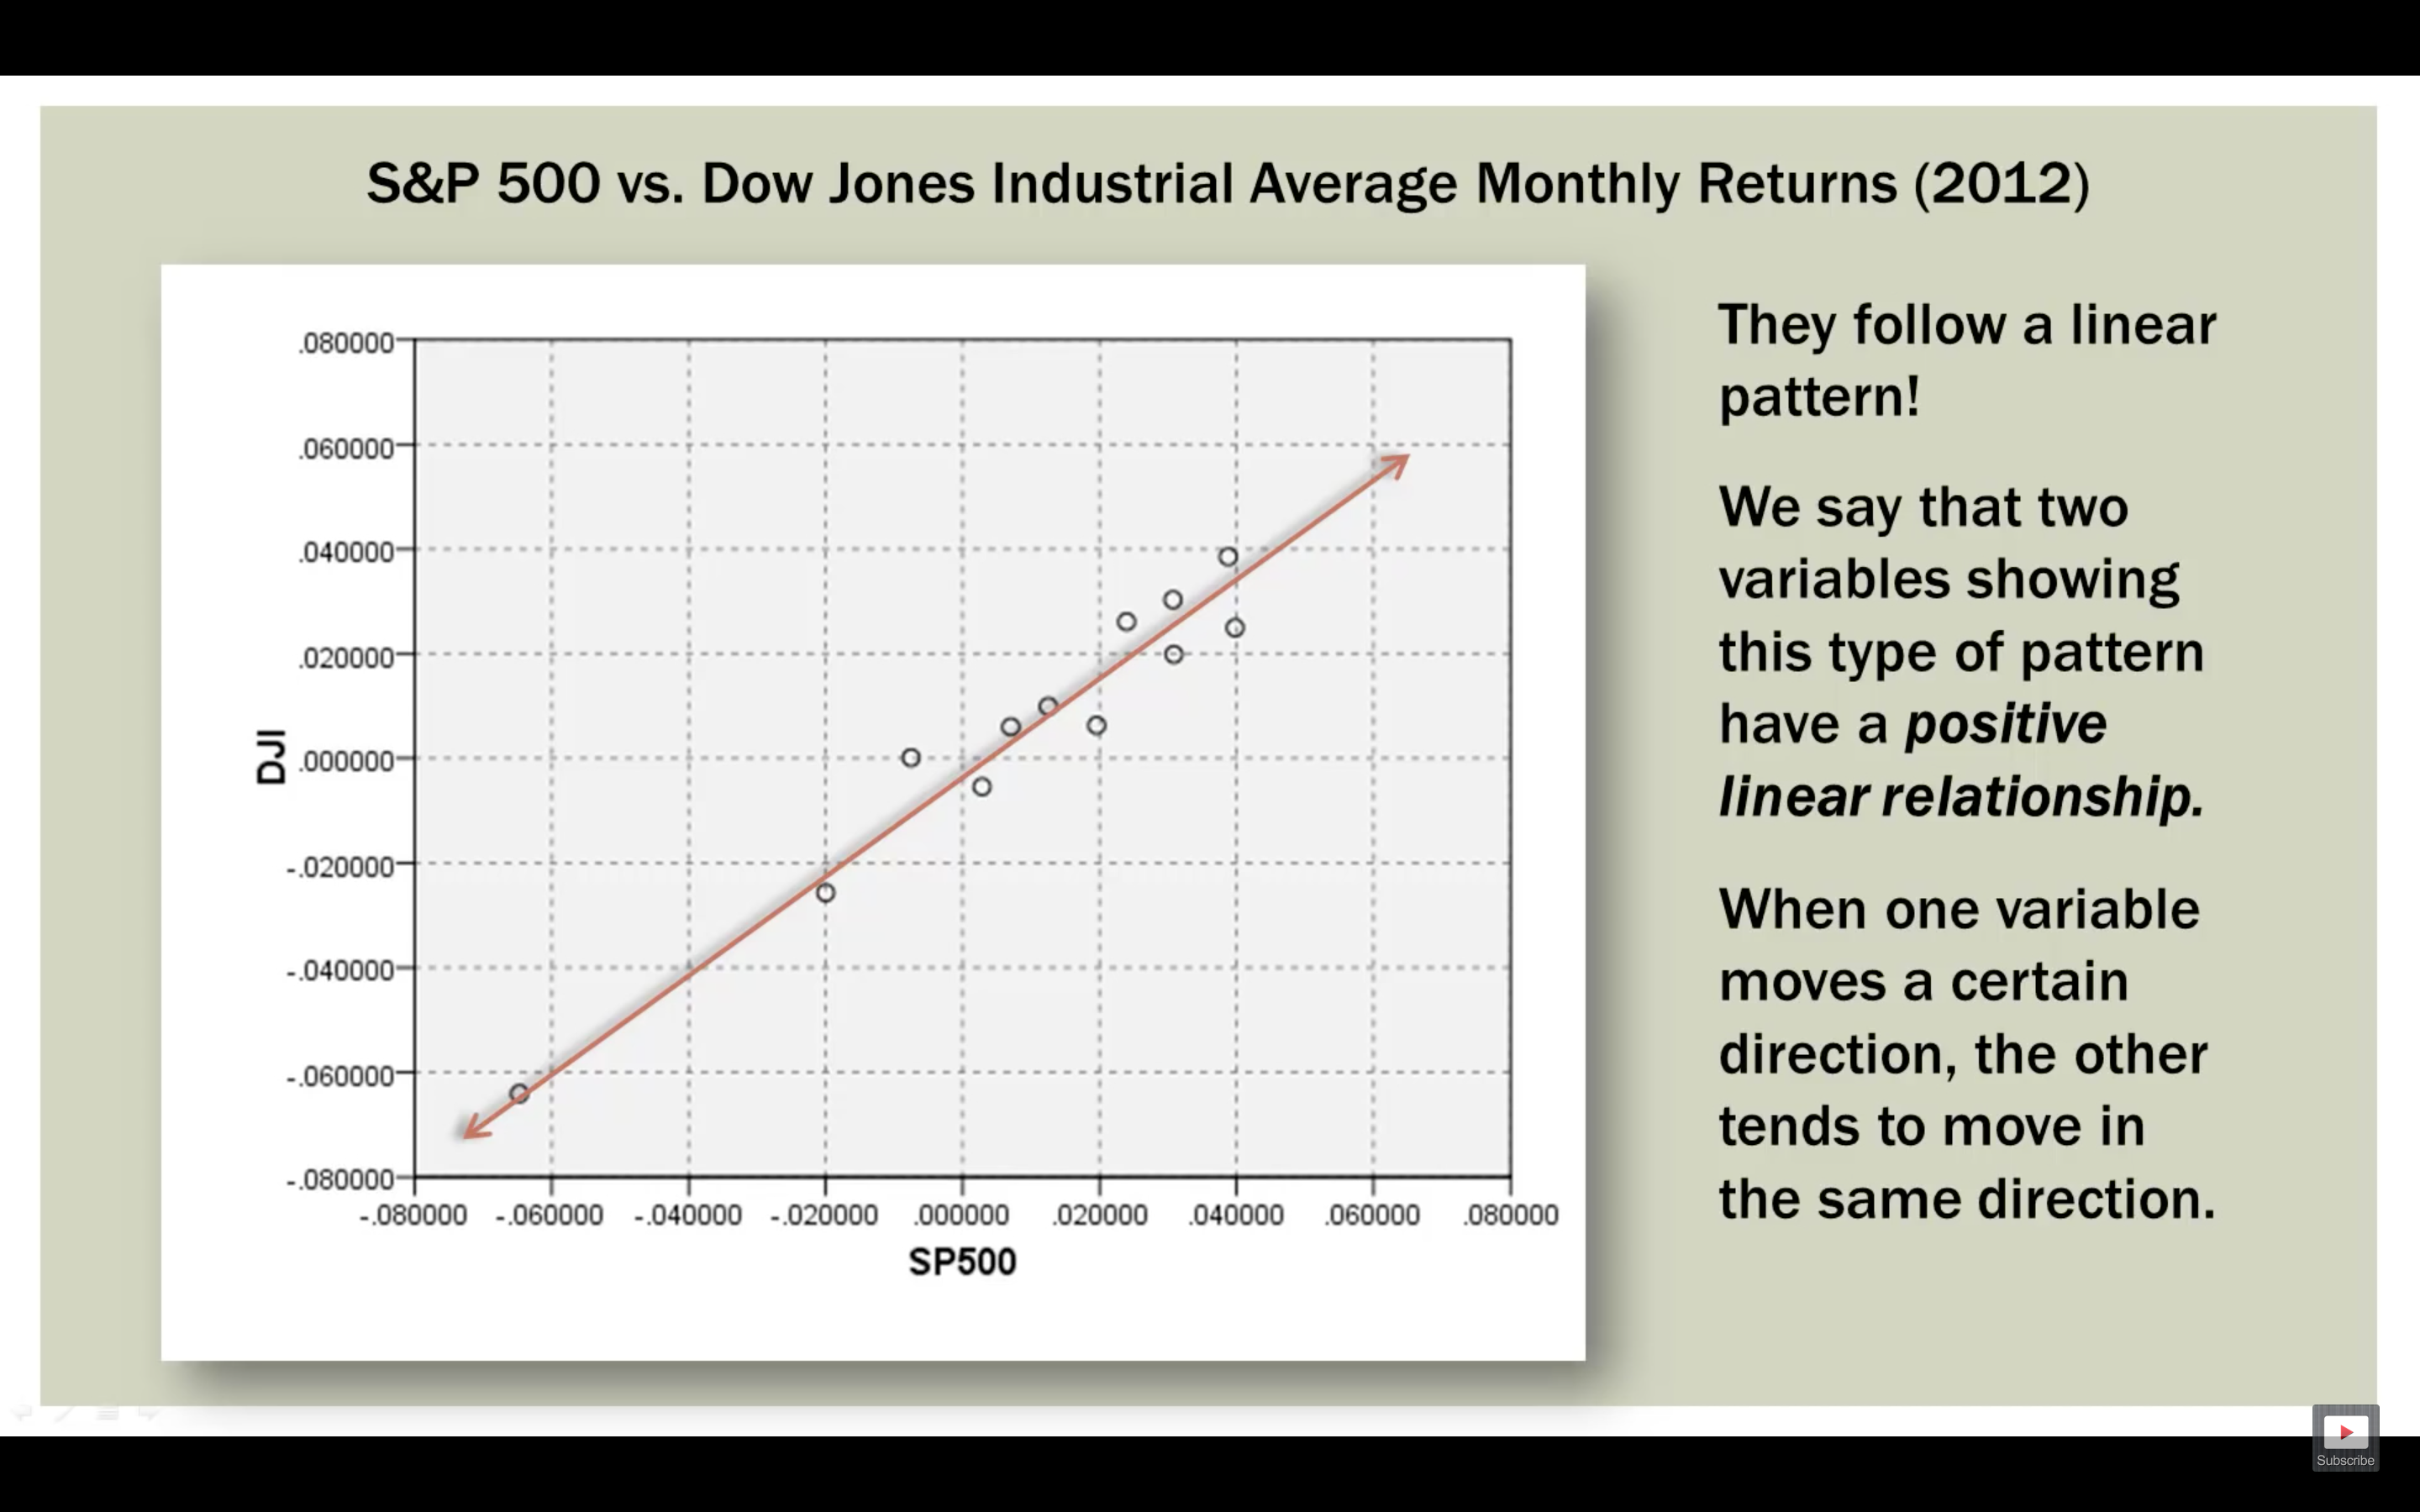 S&P 500 vs. Dow Jones Industrial Average Monthly Returns (2012)
.080000
.060000
.040000
.020000
.000000
-.020000
-.040000
-.060000
-.080000
DJI
-.080000 -.060000 -.040000 -.020000 .000000 .020000 .040000 .060000 .080000
SP500
They follow a linear
pattern!
We say that two
variables showing
this type of pattern
have a positive
linear relationship.
When one variable
moves a certain
direction, the other
tends to move in
the same direction.
Subscribe